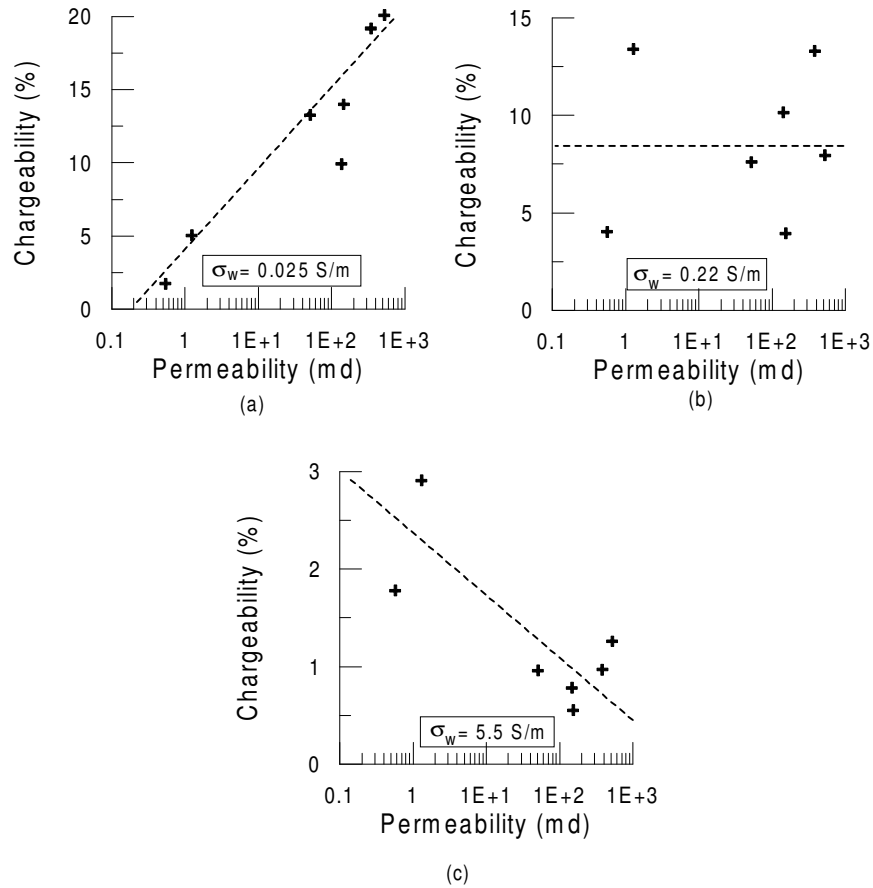 20
15
10
5
0
Chargeability (%)
σw= 0.025 S/m
0.1 1 1E+1 1E+2 1E+3
Permeability (md)
(a)
15
10
5
0
Chargeability (%)
σw= 0.22 S/m
0.1 1 1E+1 1E+2 1E+3
Permeability (md)
(b)
3
2
1
0
Chargeability (%)
σw= 5.5 S/m
0.1 1 1E+1 1E+2 1E+3
Permeability (md)
(c)